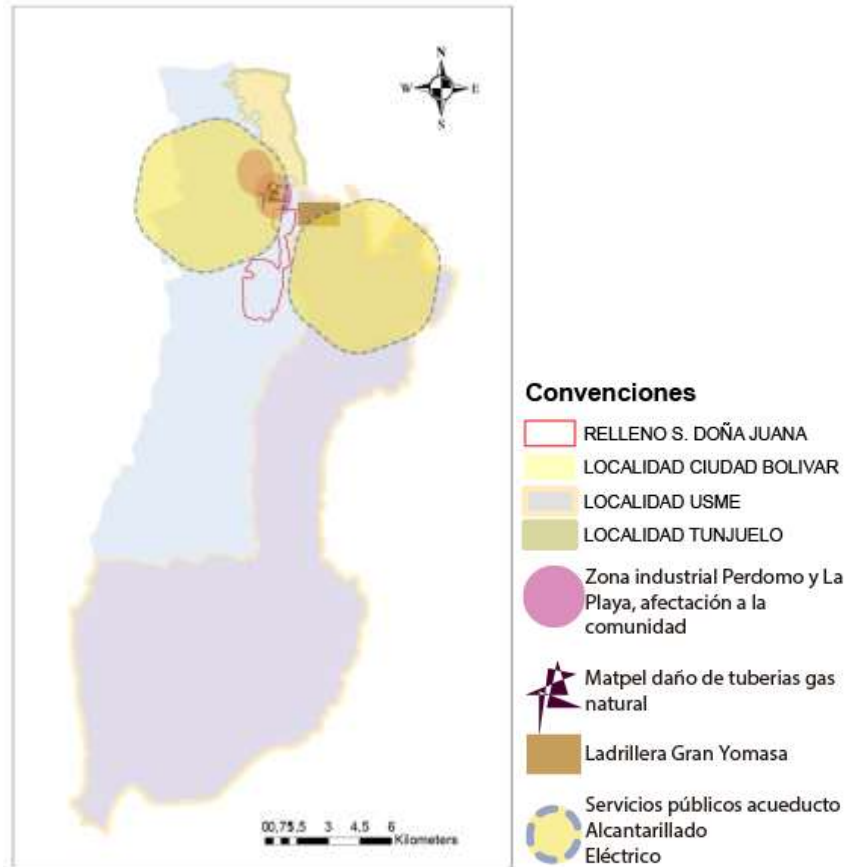 N
W E
S
Convenciones
RELLENO S. DOÑA JUANA
LOCALIDAD CIUDAD BOLIVAR
LOCALIDAD USME
LOCALIDAD TUNJUELO
Zona industrial Perdomo y La
Playa, afectación a la
comunidad
Matpel daño de tuberias gas
natural
Ladrillera Gran Yomasa
Servicios públicos acueducto
Alcantarillado
Eléctrico
00,751,5 3 4,5 6
Kilometers